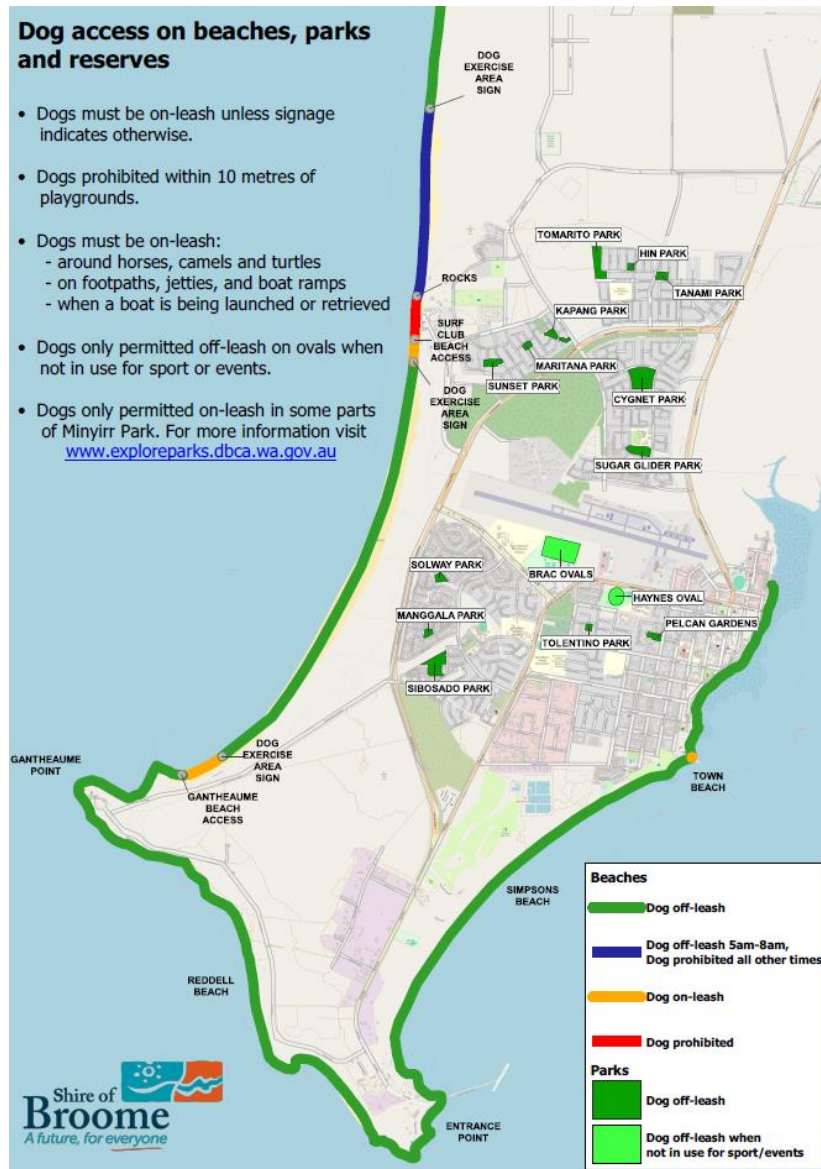 Dog access on beaches, parks
and reserves
• Dogs must be on-leash unless signage
indicates otherwise.
• Dogs prohibited within 10 metres of
playgrounds.
• Dogs must be on-leash:
- around horses, camels and turtles
- on footpaths, jetties, and boat ramps
- when a boat is being launched or retrieved
• Dogs only permitted off-leash on ovals when
not in use for sport or events.
• Dogs only permitted on-leash in some parts
of Minyirr Park. For more information visit
www.exploreparks.dbca.wa.gov.au
DOG
EXERCISE
AREA
SIGN
TOMARITO PARK
HIN PARK
TANAMI PARK
ROCKS
KAPANG PARK
SURF
CLUB
BEACH
ACCESS
MARITANA PARK
SUNSET PARK
DOG
EXERCISE
AREA
SIGN
CYGNET PARK
SUGAR GLIDER PARK
SOLWAY PARK
BRAC OVALS
HAYNES OVAL
MANGGALA PARK
TOLENTINO PARK
PELCAN GARDENS
SIBOSADO PARK
GANTHEAUME
POINT
DOG
EXERCISE
AREA
SIGN
GANTHEAUME
BEACH
ACCESS
TOWN
BEACH
SIMPSONS
BEACH
REDDELL
BEACH
ENTRANCE
POINT
Beaches
Dog off-leash
Dog off-leash 5am-8am,
Dog prohibited all other times
Dog on-leash
Dog prohibited
Parks
Dog off-leash
Dog off-leash when
not in use for sport/events
Shire of
Broome
A future, for everyone